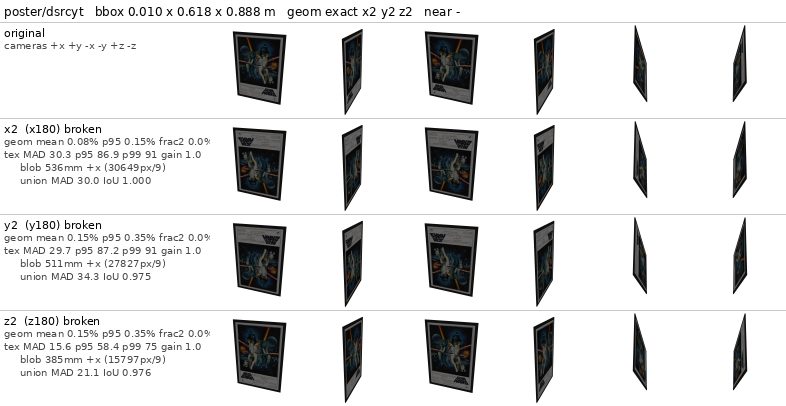 poster/dsrcyt bbox 0.010 x 0.618 x 0.888 m geom exact x2 y2 z2 near -
original
cameras +x +y -x -y +z -z
x2 (x180) broken
geom mean 0.08% p95 0.15% frac2 0.0%
tex MAD 30.3 p95 86.9 p99 91 gain 1.0
blob 536mm +x (30649px/9)
union MAD 30.0 IoU 1.000
y2 (y180) broken
geom mean 0.15% p95 0.35% frac2 0.0%
tex MAD 29.7 p95 87.2 p99 91 gain 1.0
blob 511mm +x (27827px/9)
union MAD 34.3 IoU 0.975
z2 (z180) broken
geom mean 0.15% p95 0.35% frac2 0.0%
tex MAD 15.6 p95 58.4 p99 75 gain 1.0
blob 385mm +x (15797px/9)
union MAD 21.1 IoU 0.976